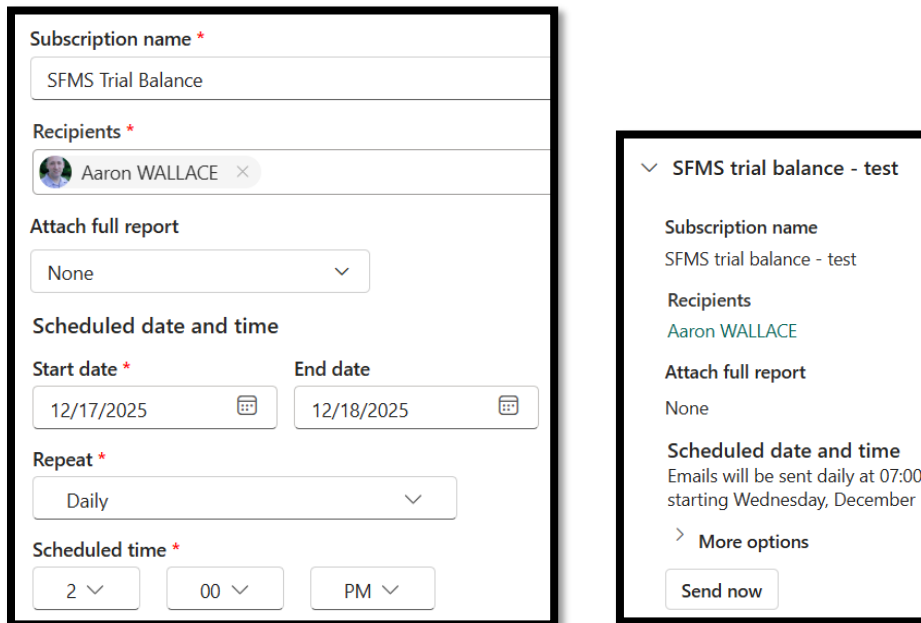 Subscription name *
SFMS Trial Balance
Recipients *
Aaron WALLACE
Attach full report
None
Scheduled date and time
Start date *
End date
12/17/2025
12/18/2025
Repeat *
Daily
Scheduled time *
2
00
PM
SFMS trial balance - test
Subscription name
SFMS trial balance - test
Recipients
Aaron WALLACE
Attach full report
None
Scheduled date and time
Emails will be sent daily at 07:00
starting Wednesday, December
More options
Send now